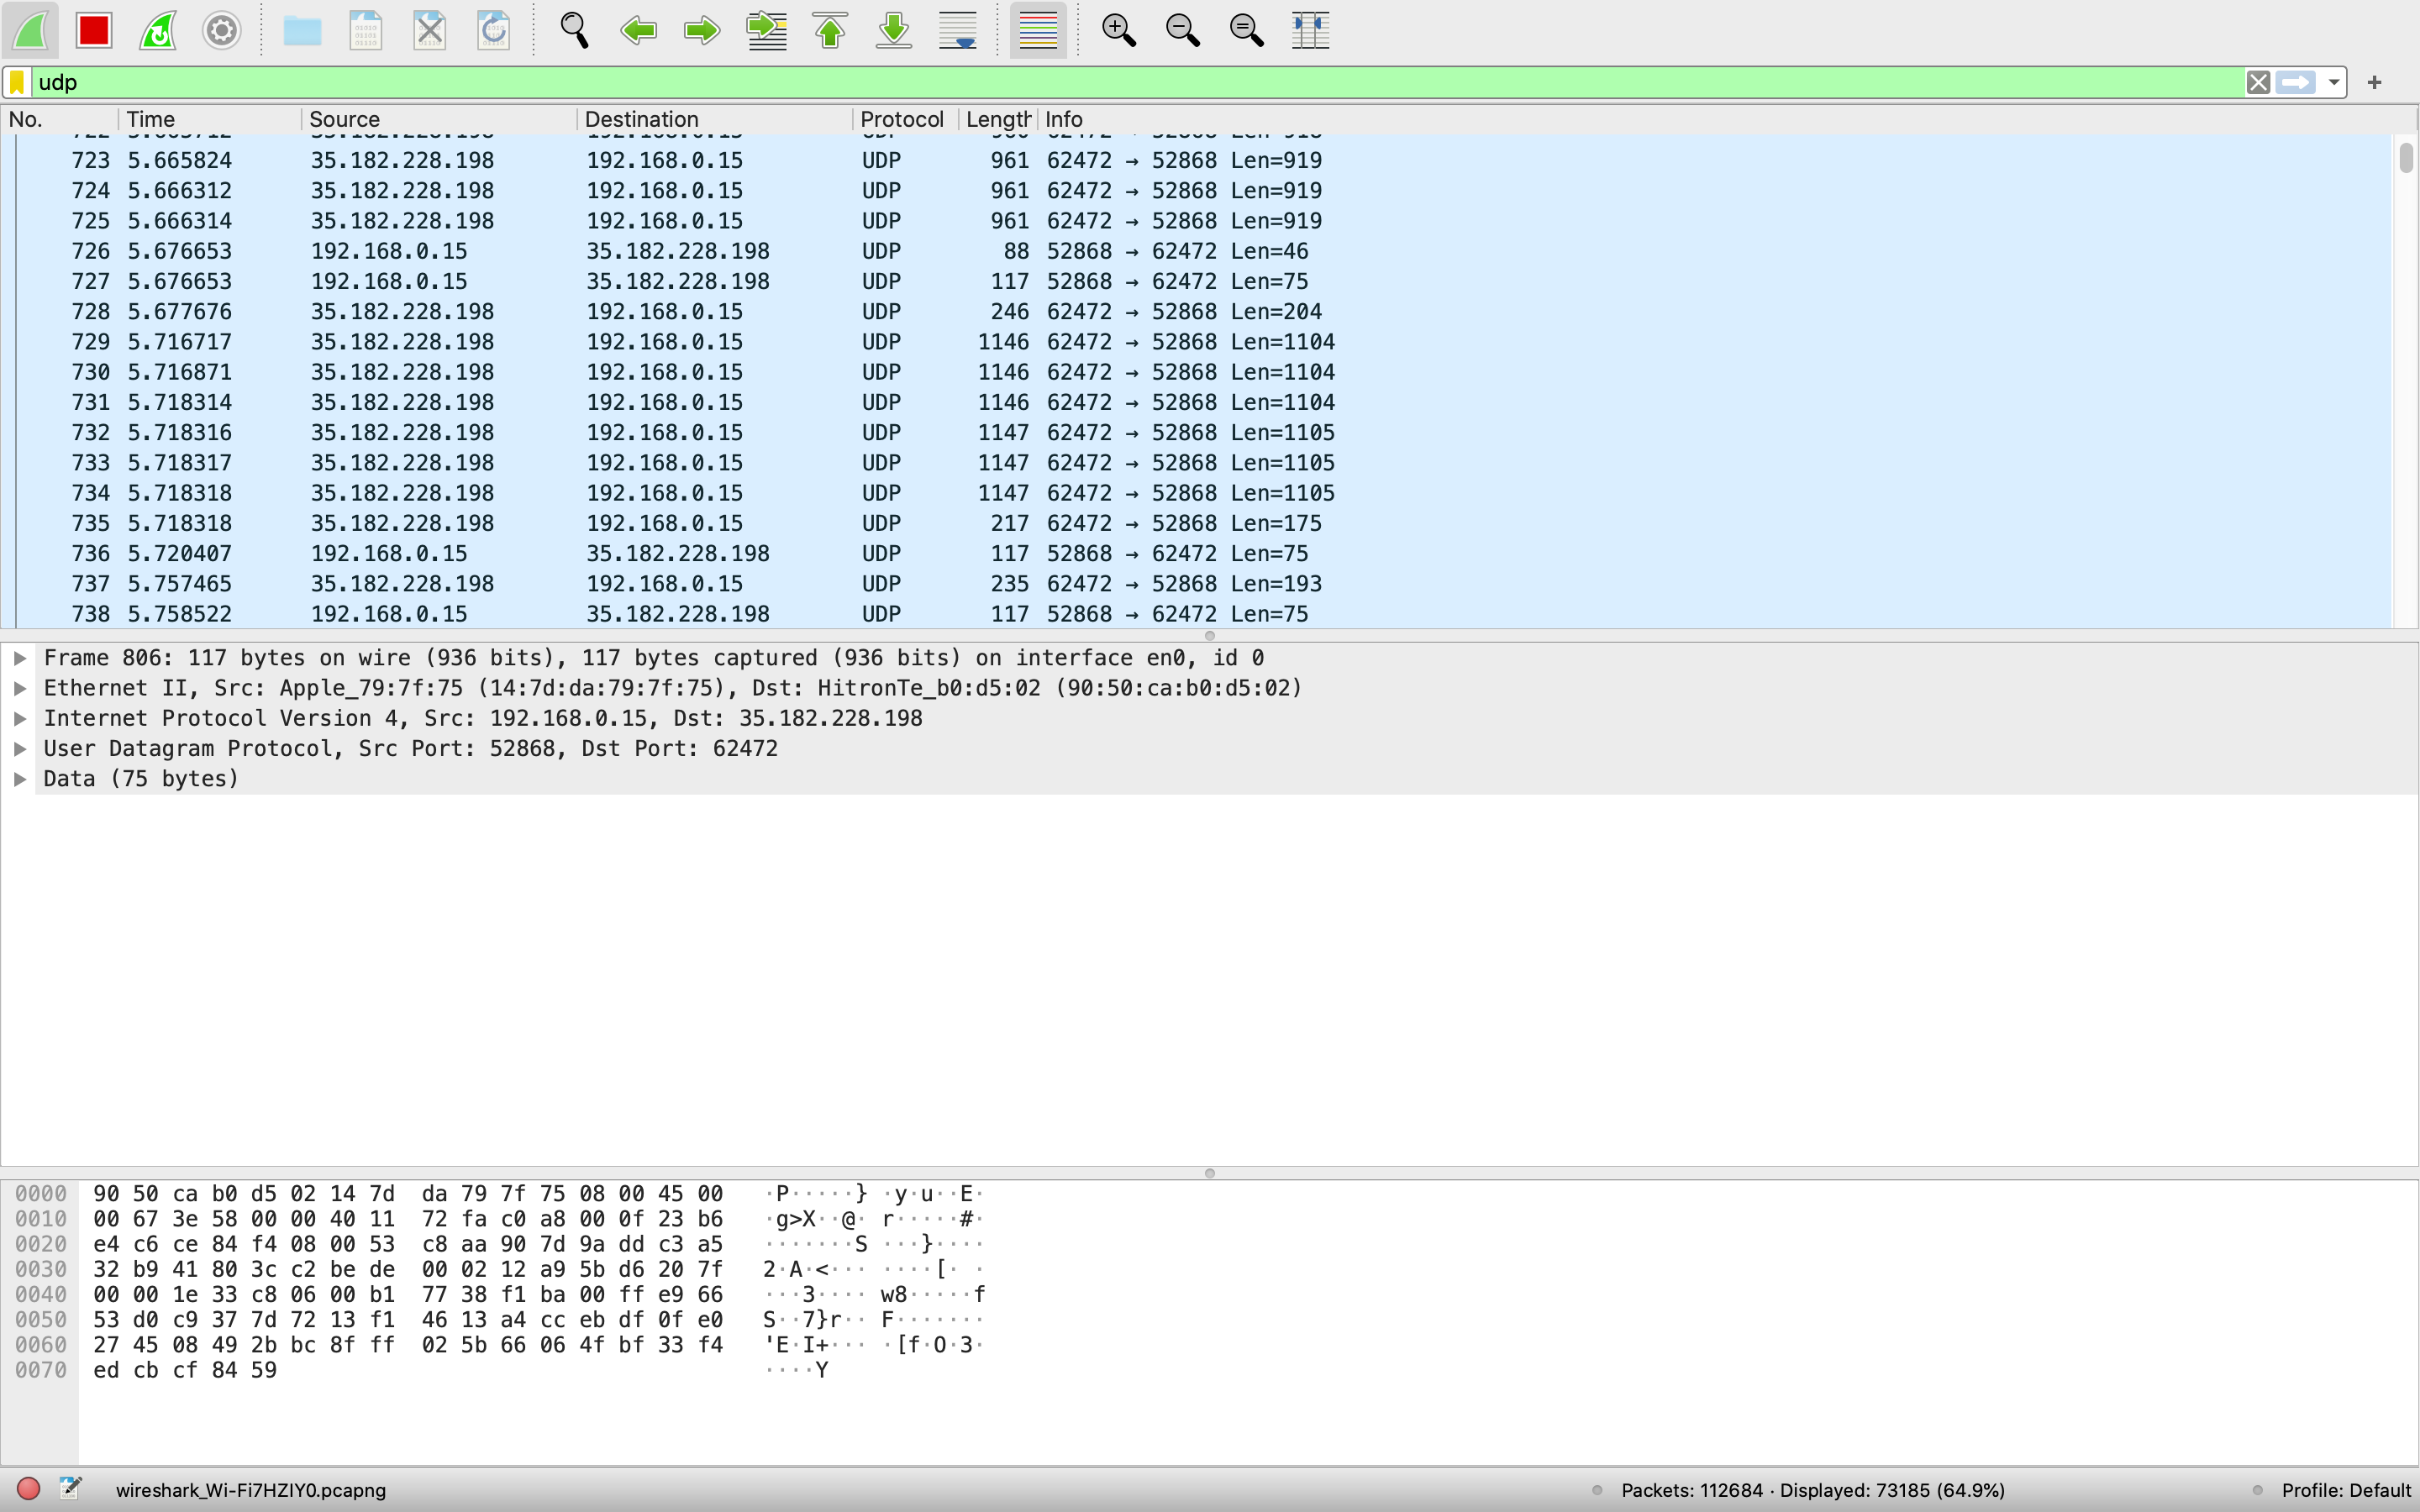 udp
No. Time Source Destination Protocol Length Info
723 5.665824 35.182.228.198 192.168.0.15 UDP 961 62472 → 52868 Len=919
724 5.666312 35.182.228.198 192.168.0.15 UDP 961 62472 → 52868 Len=919
725 5.666314 35.182.228.198 192.168.0.15 UDP 961 62472 → 52868 Len=919
726 5.676653 192.168.0.15 35.182.228.198 UDP 88 52868 → 62472 Len=46
727 5.676653 192.168.0.15 35.182.228.198 UDP 117 52868 → 62472 Len=75
728 5.677676 35.182.228.198 192.168.0.15 UDP 246 62472 → 52868 Len=204
729 5.716717 35.182.228.198 192.168.0.15 UDP 1146 62472 → 52868 Len=1104
730 5.716871 35.182.228.198 192.168.0.15 UDP 1146 62472 → 52868 Len=1104
731 5.718314 35.182.228.198 192.168.0.15 UDP 1146 62472 → 52868 Len=1104
732 5.718316 35.182.228.198 192.168.0.15 UDP 1147 62472 → 52868 Len=1105
733 5.718317 35.182.228.198 192.168.0.15 UDP 1147 62472 → 52868 Len=1105
734 5.718318 35.182.228.198 192.168.0.15 UDP 1147 62472 → 52868 Len=1105
735 5.718318 35.182.228.198 192.168.0.15 UDP 217 62472 → 52868 Len=175
736 5.720407 192.168.0.15 35.182.228.198 UDP 117 52868 → 62472 Len=75
737 5.757465 35.182.228.198 192.168.0.15 UDP 235 62472 → 52868 Len=193
738 5.758522 192.168.0.15 35.182.228.198 UDP 117 52868 → 62472 Len=75
Frame 806: 117 bytes on wire (936 bits), 117 bytes captured (936 bits) on interface en0, id 0
Ethernet II, Src: Apple_79:7f:75 (14:7d:da:79:7f:75), Dst: HitronTe_b0:d5:02 (90:50:ca:b0:d5:02)
Internet Protocol Version 4, Src: 192.168.0.15, Dst: 35.182.228.198
User Datagram Protocol, Src Port: 52868, Dst Port: 62472
Data (75 bytes)
0000 90 50 ca b0 d5 02 14 7d da 79 7f 75 08 00 45 00 ·P·····} ·y·u··E·
0010 00 67 3e 58 00 00 40 11 72 fa c0 a8 00 0f 23 b6 ·g>X··@· r·····#·
0020 e4 c6 ce 84 f4 08 00 53 c8 aa 90 7d 9a dd c3 a5 ·······S ···}····
0030 32 b9 41 80 3c c2 be de 00 02 12 a9 5b d6 20 7f 2·A·<··· ····[· ·
0040 00 00 1e 33 c8 06 00 b1 77 38 f1 ba 00 ff e9 66 ···3···· w8·····f
0050 53 d0 c9 37 7d 72 13 f1 46 13 a4 cc eb df 0f e0 S··7}r·· F·······
0060 27 45 08 49 2b bc 8f ff 02 5b 66 06 4f bf 33 f4 'E·I+··· ·[f·O·3·
0070 ed cb cf 84 59 ····Y
wireshark_Wi-Fi7HZIY0.pcapng Packets: 112684 · Displayed: 73185 (64.9%) Profile: Default